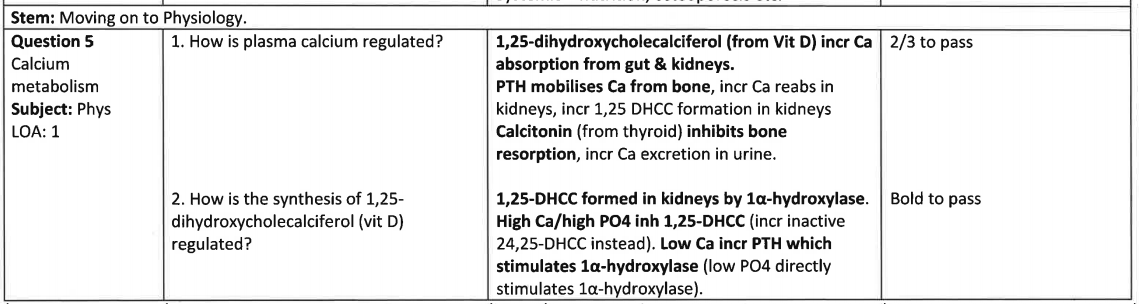 Stem: Moving on to Physiology.
Question 5
Calcium
metabolism
Subject: Phys
LOA: 1
1. How is plasma calcium regulated?
1,25-dihydroxycholecalciferol (from Vit D) incr Ca
absorption from gut & kidneys.
PTH mobilises Ca from bone, incr Ca reabs in
kidneys, incr 1,25 DHCC formation in kidneys
Calcitonin (from thyroid) inhibits bone
resorption, incr Ca excretion in urine.
2/3 to pass
2. How is the synthesis of 1,25-
dihydroxycholecalciferol (vit D)
regulated?
1,25-DHCC formed in kidneys by 1α-hydroxylase.
High Ca/high PO4 inh 1,25-DHCC (incr inactive
24,25-DHCC instead). Low Ca incr PTH which
stimulates 1α-hydroxylase (low PO4 directly
stimulates 1α-hydroxylase).
Bold to pass